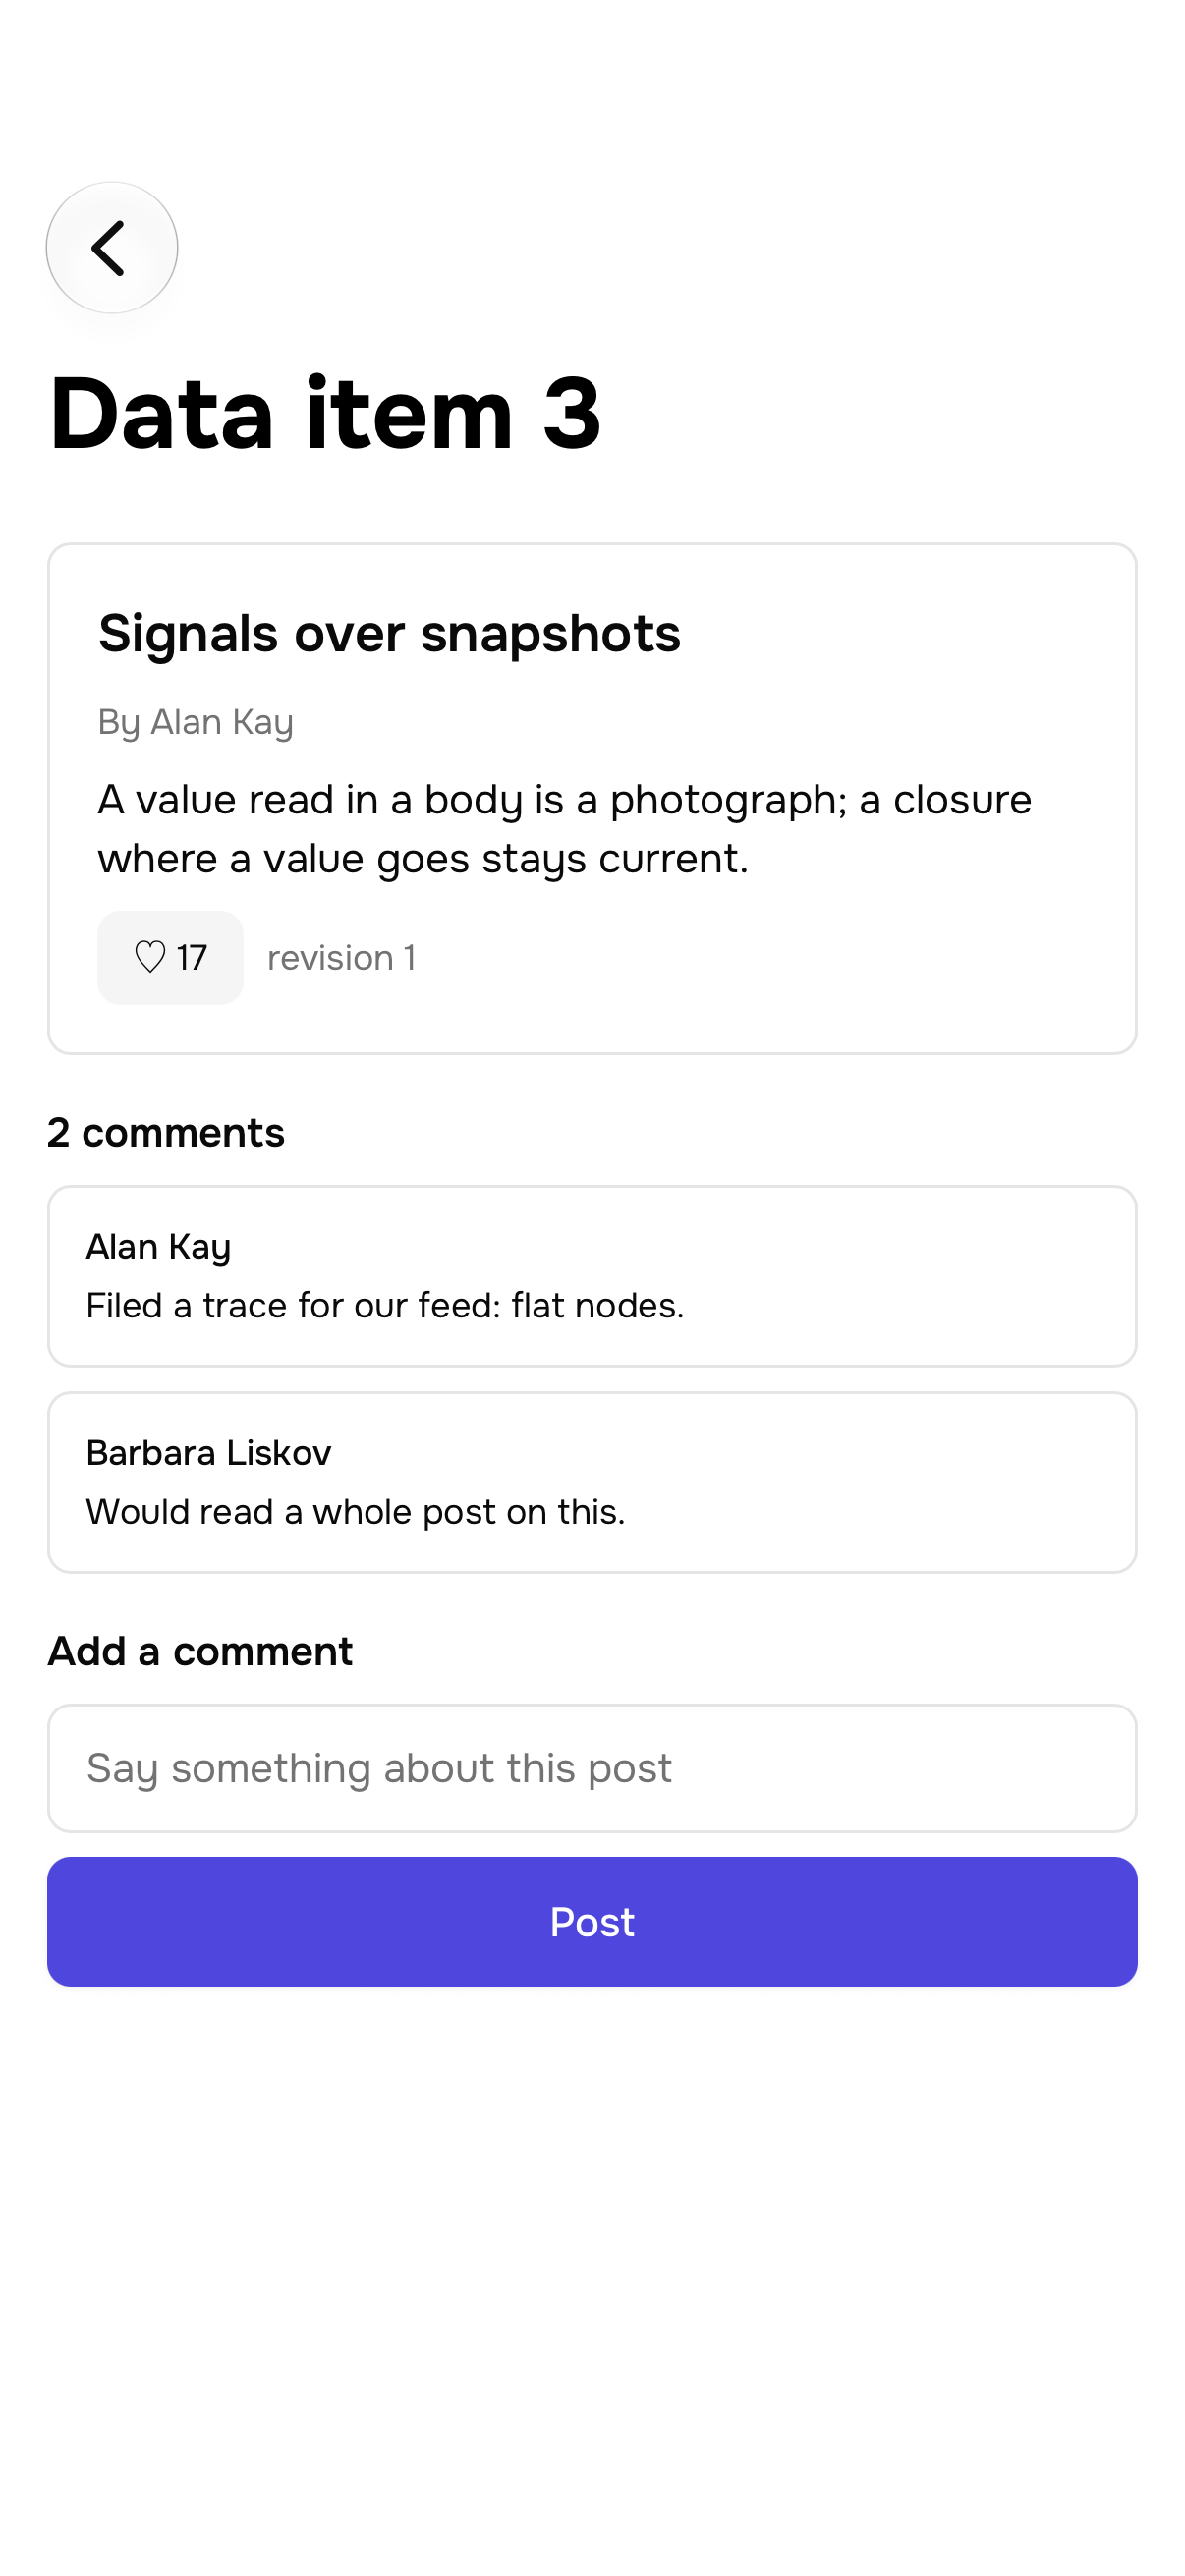 Data item 3
Signals over snapshots
By Alan Kay
A value read in a body is a photograph; a closure
where a value goes stays current.
♡ 17 revision 1
2 comments
Alan Kay
Filed a trace for our feed: flat nodes.
Barbara Liskov
Would read a whole post on this.
Add a comment
Say something about this post
Post